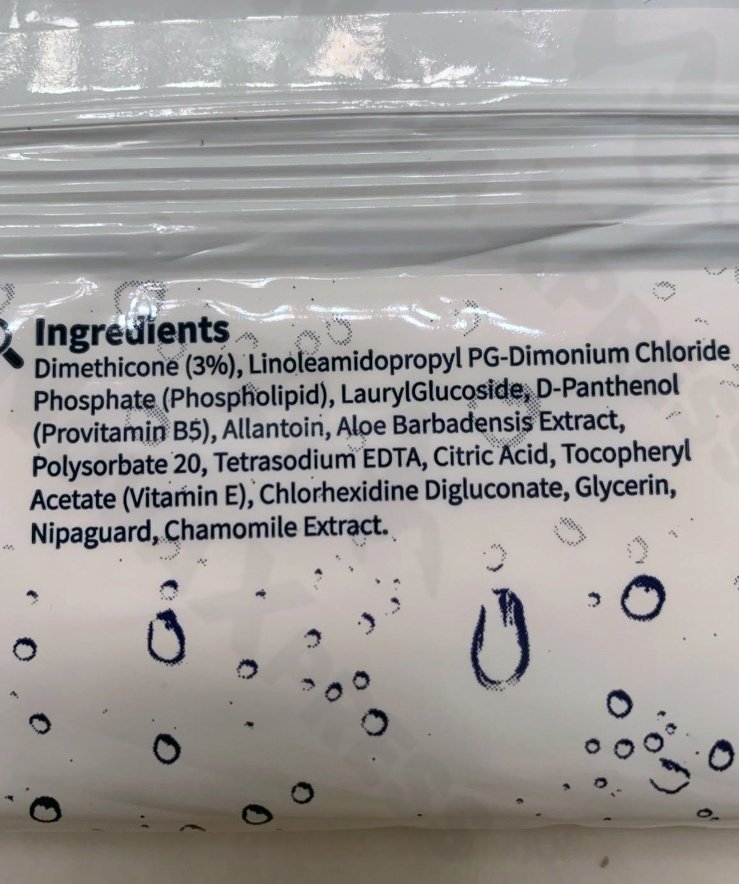 Ingredients
Dimethicone (3%), Linoleamidopropyl PG-Dimonium Chloride
Phosphate (Phospholipid), LaurylGlucoside, D-Panthenol
(Provitamin B5), Allantoin, Aloe Barbadensis Extract,
Polysorbate 20, Tetrasodium EDTA, Citric Acid, Tocopheryl
Acetate (Vitamin E), Chlorhexidine Digluconate, Glycerin,
Nipaguard, Chamomile Extract.